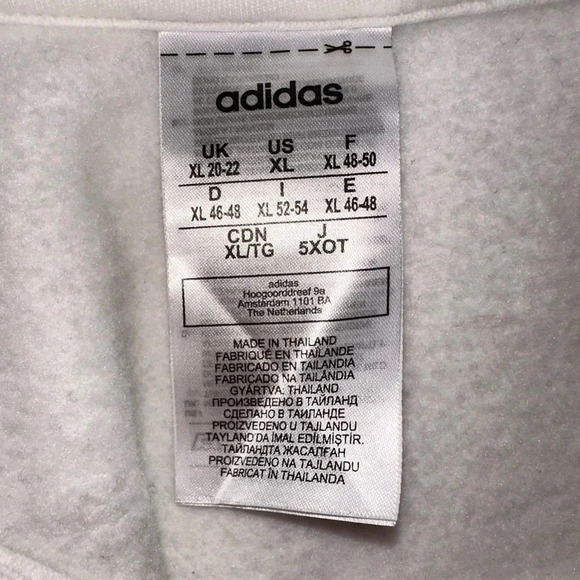 adidas
UK US F
XL 20-22 XL XL 48-50
D I E
XL 46-48 XL 52-54 XL 46-48
CDN J
XL/TG 5XOT
adidas
Hoogoorddreef 9a
Amsterdam 1101 BA
The Netherlands
MADE IN THAILAND
FABRIQUÉ EN THAÏLANDE
FABRICADO EN TAILANDIA
FABRICADO NA TAILÂNDIA
GYÁRTVA: THAILAND
ПРОИЗВЕДЕНО В ТАЙЛАНД
СДЕЛАНО В ТАИЛАНДЕ
PROIZVEDENO U TAJLANDU
TAYLAND DA İMAL EDİLMİŞTİR.
ТАЙЛАНДТА ЖАСАЛҒАН
PROIZVEDENO NA TAJLANDU
FABRICAT ÎN THAILANDA